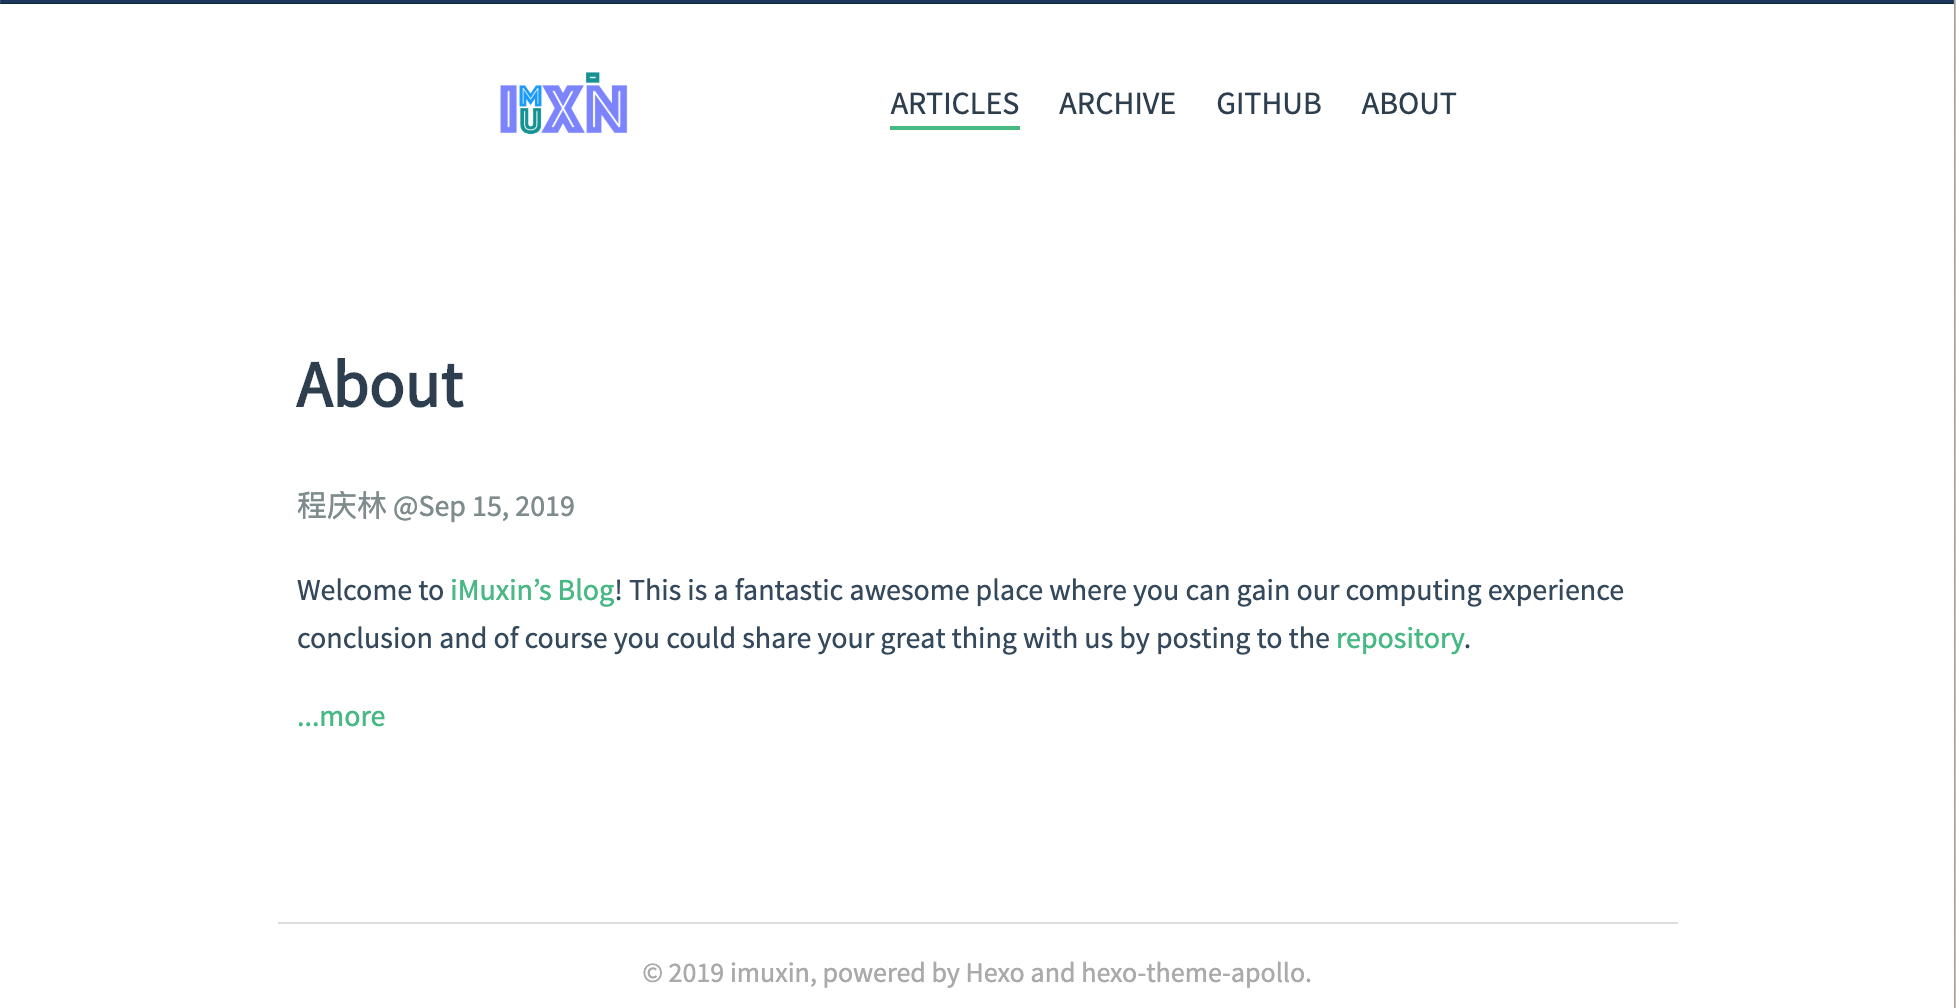 IMUXIN
ARTICLES ARCHIVE GITHUB ABOUT
About
程庆林 @Sep 15, 2019
Welcome to iMuxin’s Blog! This is a fantastic awesome place where you can gain our computing experience
conclusion and of course you could share your great thing with us by posting to the repository.
...more
© 2019 imuxin, powered by Hexo and hexo-theme-apollo.